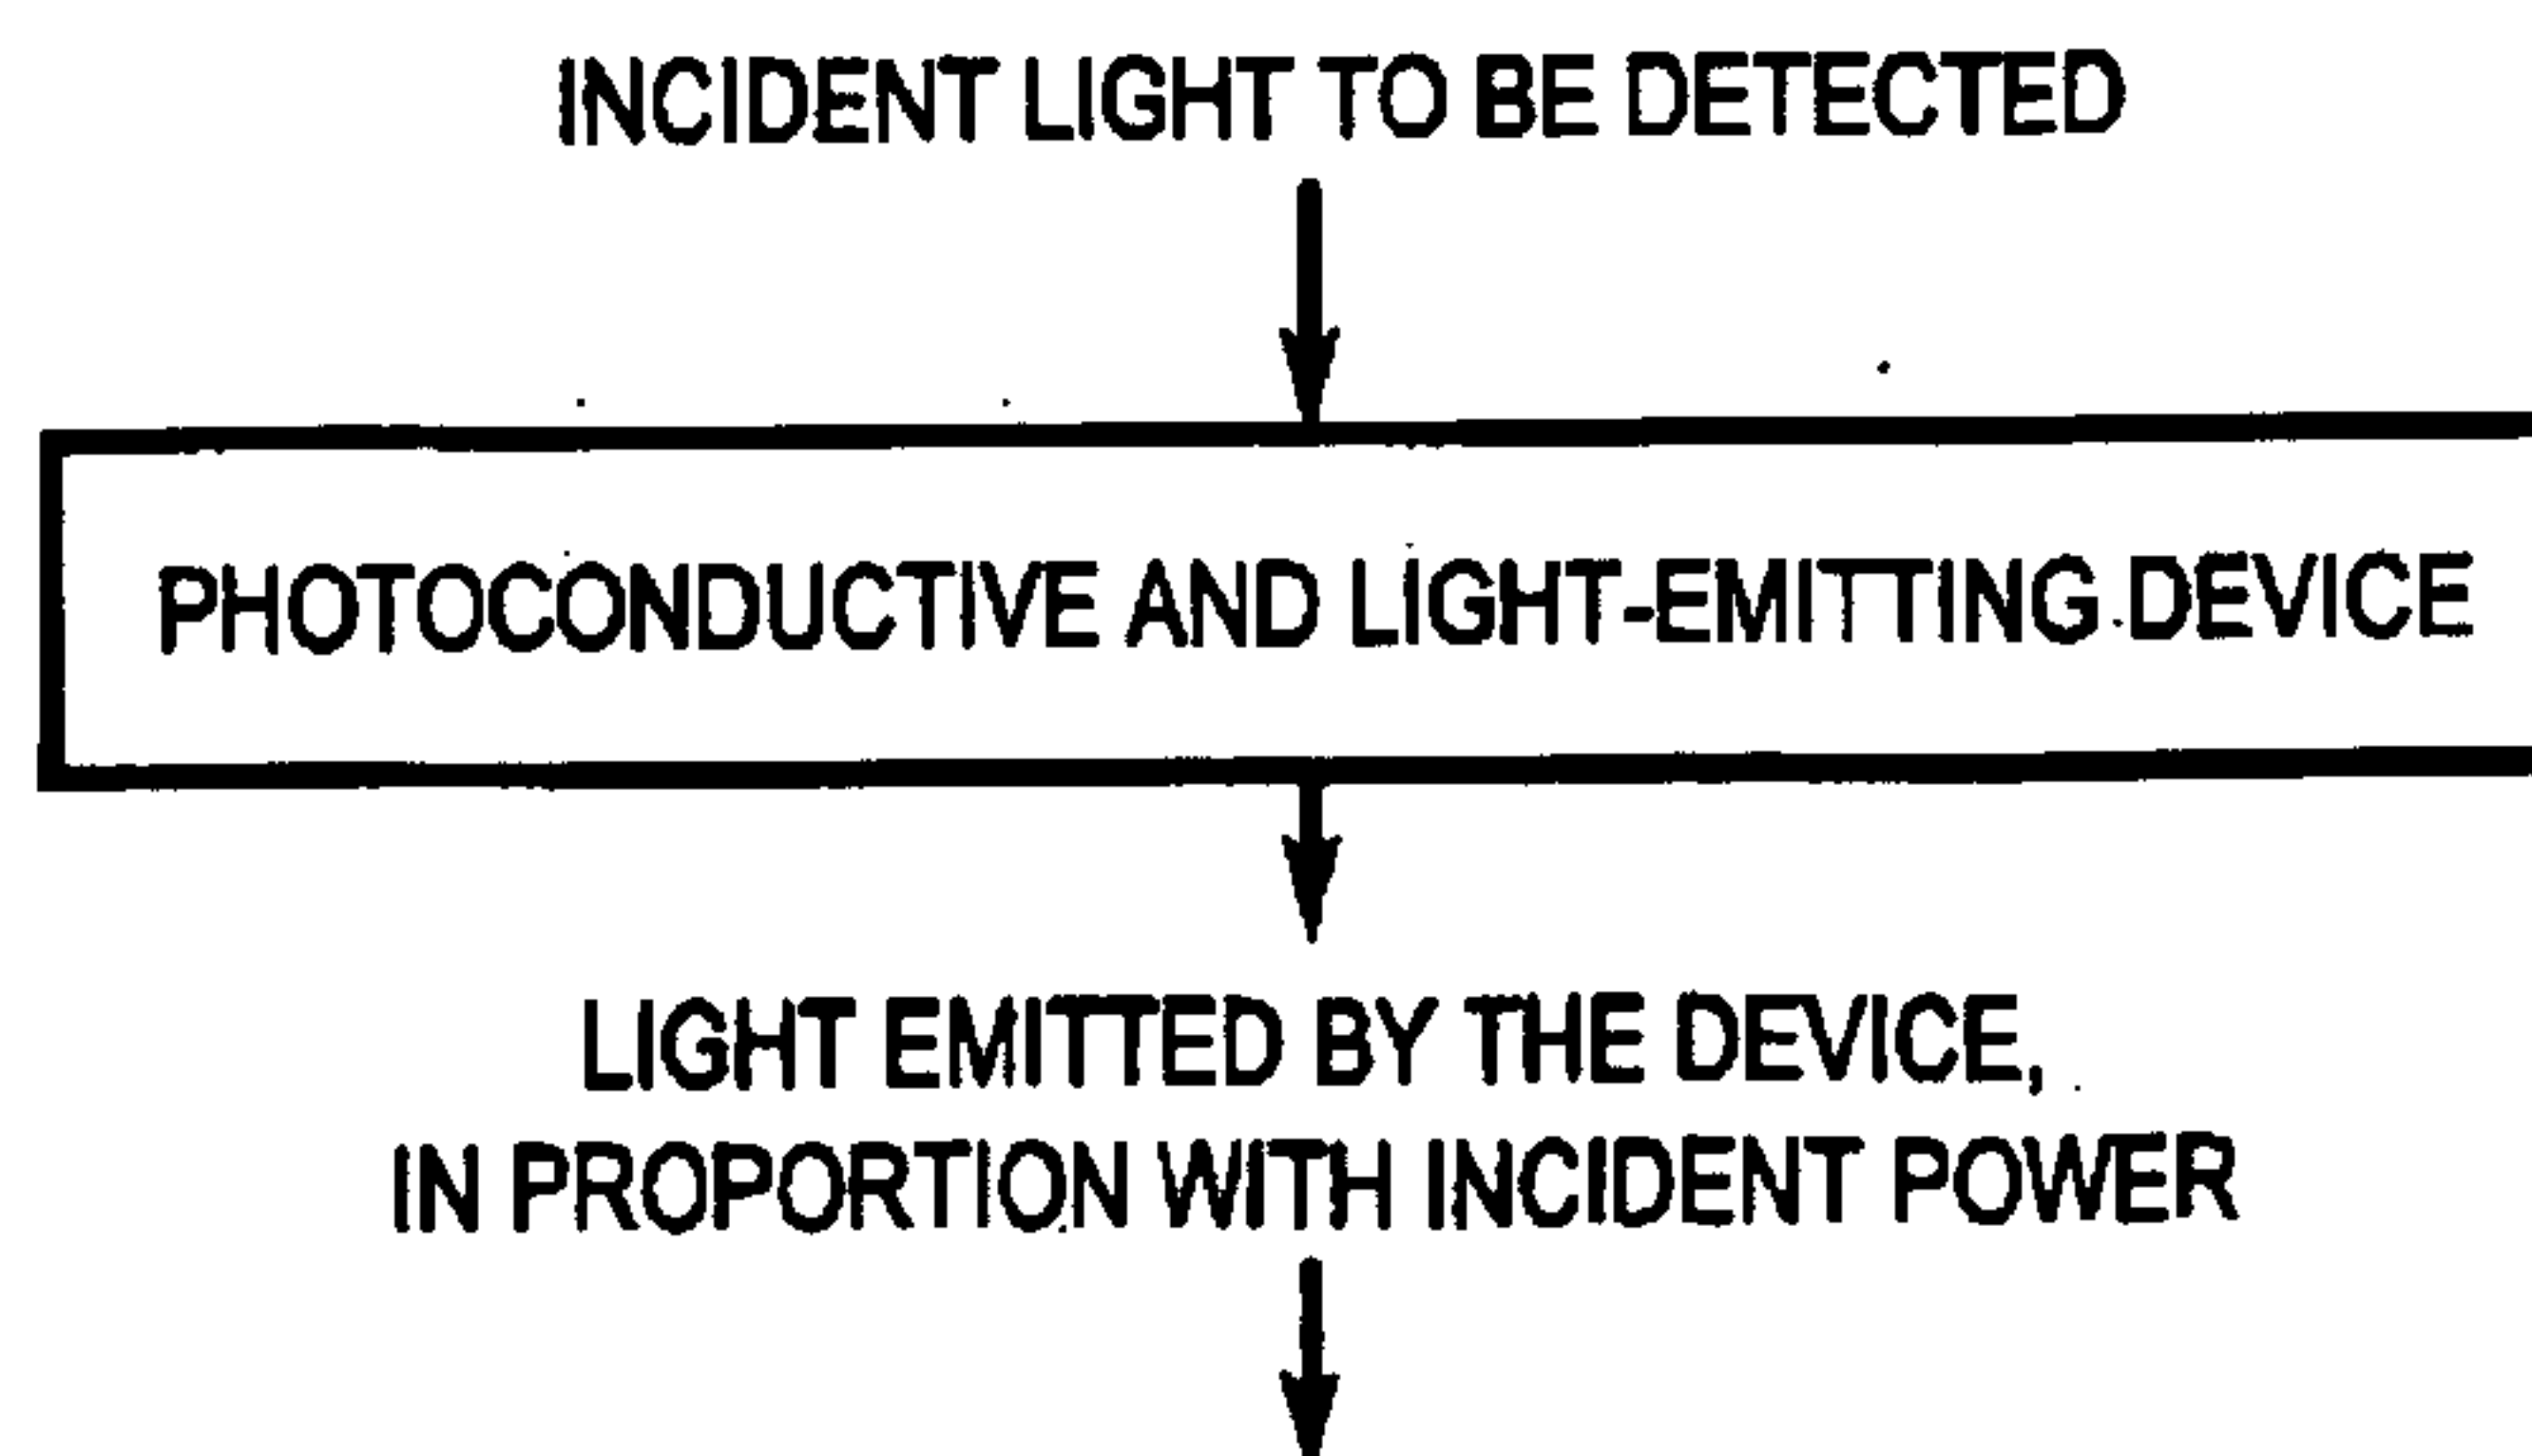 INCIDENT LIGHT TO BE DETECTED
PHOTOCONDUCTIVE AND LIGHT-EMITTING DEVICE
LIGHT EMITTED BY THE DEVICE,
IN PROPORTION WITH INCIDENT POWER